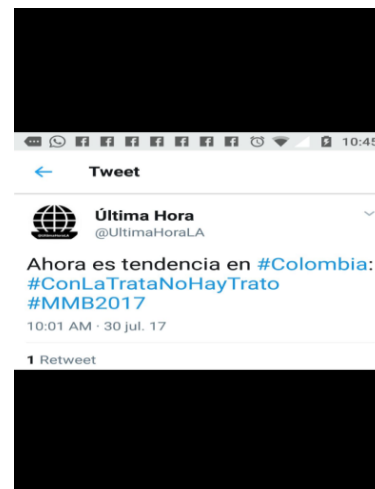 10:45
Tweet
Última Hora
@UltimaHoraLA
Ahora es tendencia en #Colombia:
#ConLaTrataNoHayTrato
#MMB2017
10:01 AM · 30 jul. 17
1 Retweet